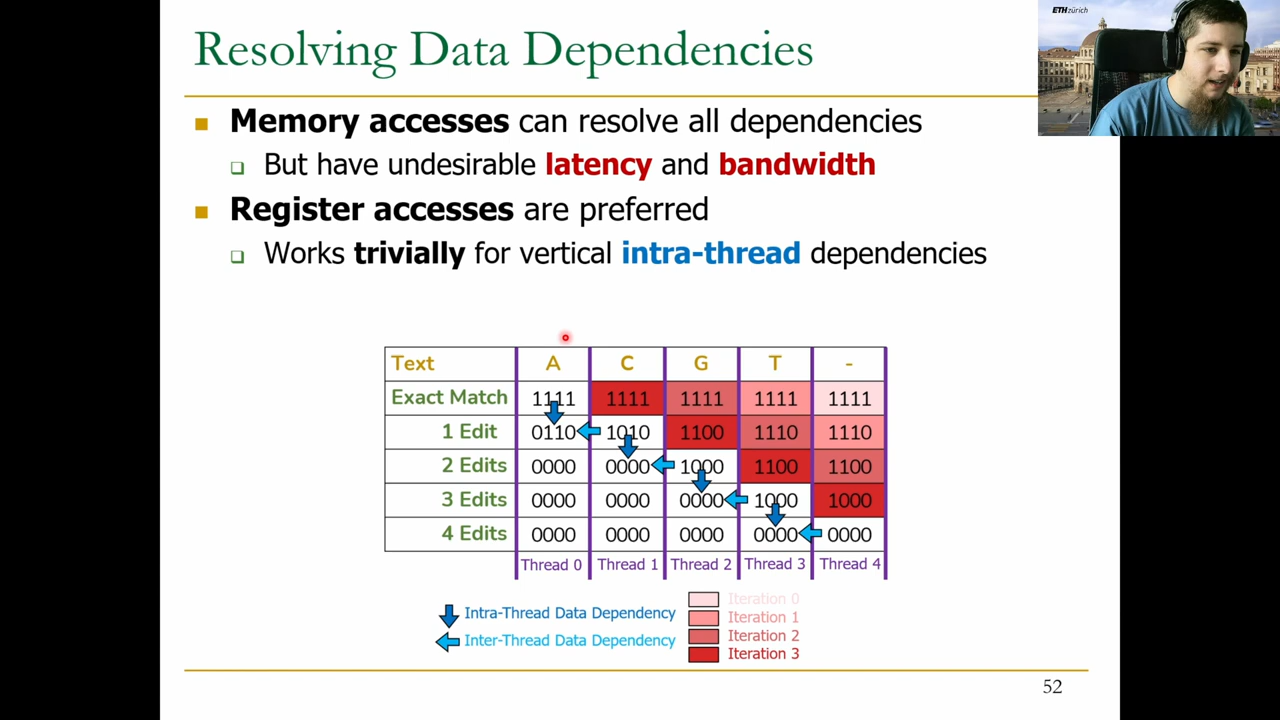 Resolving Data Dependencies
ETH zürich
Memory accesses can resolve all dependencies
But have undesirable latency and bandwidth
Register accesses are preferred
Works trivially for vertical intra-thread dependencies
Text A C G T -
Exact Match 1111 1111 1111 1111 1111
1 Edit 0110 1010 1100 1110 1110
2 Edits 0000 0000 1000 1100 1100
3 Edits 0000 0000 0000 1000 1000
4 Edits 0000 0000 0000 0000 0000
Thread 0 Thread 1 Thread 2 Thread 3 Thread 4
Intra-Thread Data Dependency
Inter-Thread Data Dependency
Iteration 0
Iteration 1
Iteration 2
Iteration 3
52